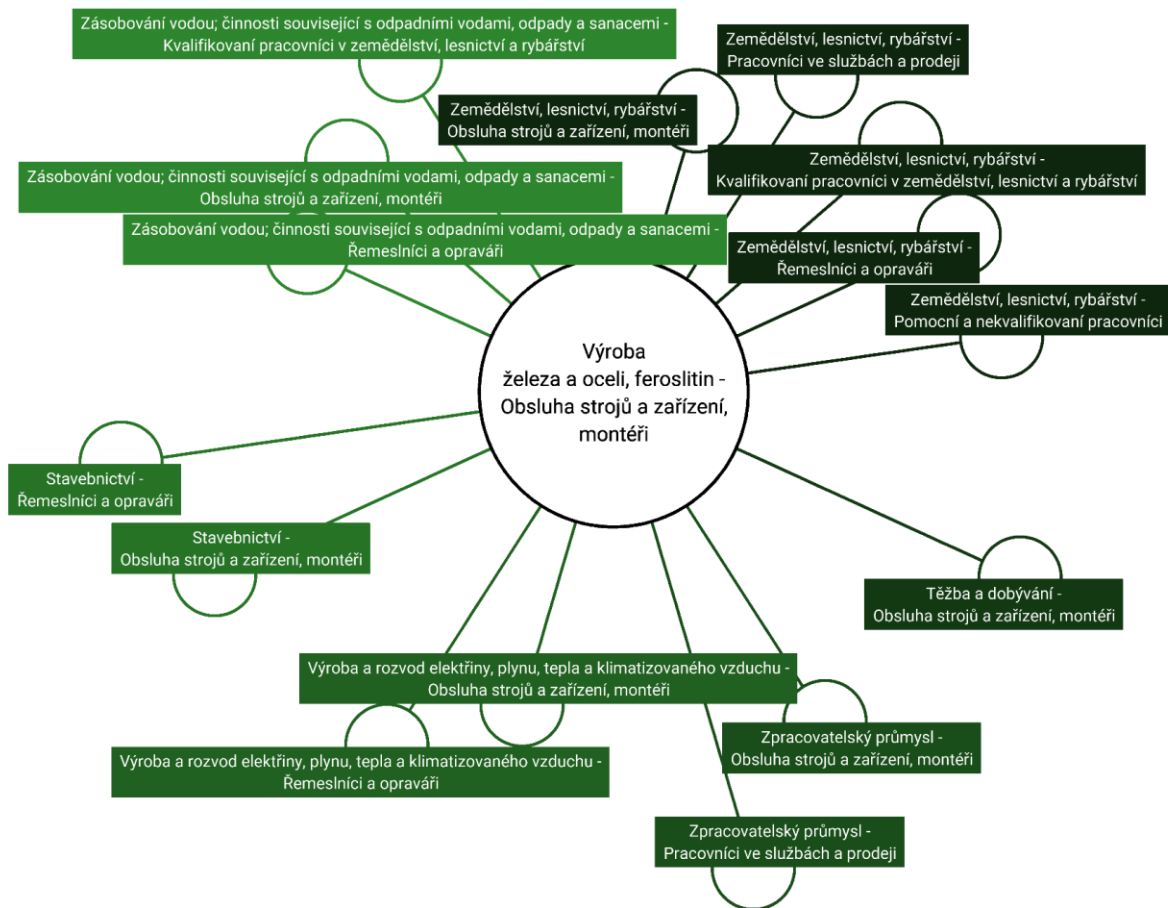 Zásobování vodou; činnosti související s odpadními vodami, odpady a sanacemi -
Kvalifikovaní pracovníci v zemědělství, lesnictví a rybářství
Zemědělství, lesnictví, rybářství -
Pracovníci ve službách a prodeji
Zemědělství, lesnictví, rybářství -
Obsluha strojů a zařízení, montéři
Zemědělství, lesnictví, rybářství -
Kvalifikovaní pracovníci v zemědělství, lesnictví a rybářství
Zásobování vodou; činnosti související s odpadními vodami, odpady a sanacemi -
Obsluha strojů a zařízení, montéři
Zásobování vodou; činnosti související s odpadními vodami, odpady a sanacemi -
Řemeslníci a opraváři
Zemědělství, lesnictví, rybářství -
Řemeslníci a opraváři
Zemědělství, lesnictví, rybářství -
Pomocní a nekvalifikovaní pracovníci
Výroba
železa a oceli, feroslitin -
Obsluha strojů a zařízení,
montéři
Stavebnictví -
Řemeslníci a opraváři
Stavebnictví -
Obsluha strojů a zařízení, montéři
Těžba a dobývání -
Obsluha strojů a zařízení, montéři
Výroba a rozvod elektřiny, plynu, tepla a klimatizovaného vzduchu -
Obsluha strojů a zařízení, montéři
Výroba a rozvod elektřiny, plynu, tepla a klimatizovaného vzduchu -
Řemeslníci a opraváři
Zpracovatelský průmysl -
Obsluha strojů a zařízení, montéři
Zpracovatelský průmysl -
Pracovníci ve službách a prodeji